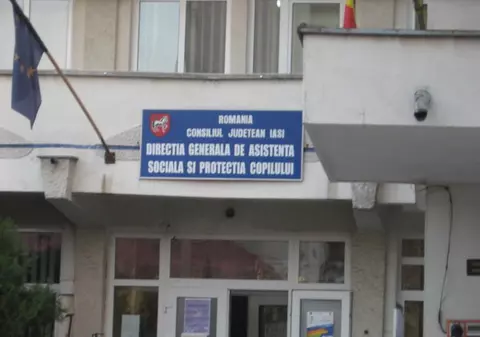 ROMANIA
CONSILIUL JUDETEAN IASI
DIRECTIA GENERALA DE ASISTENTA
SOCIALA SI PROTECTIA COPILULUI